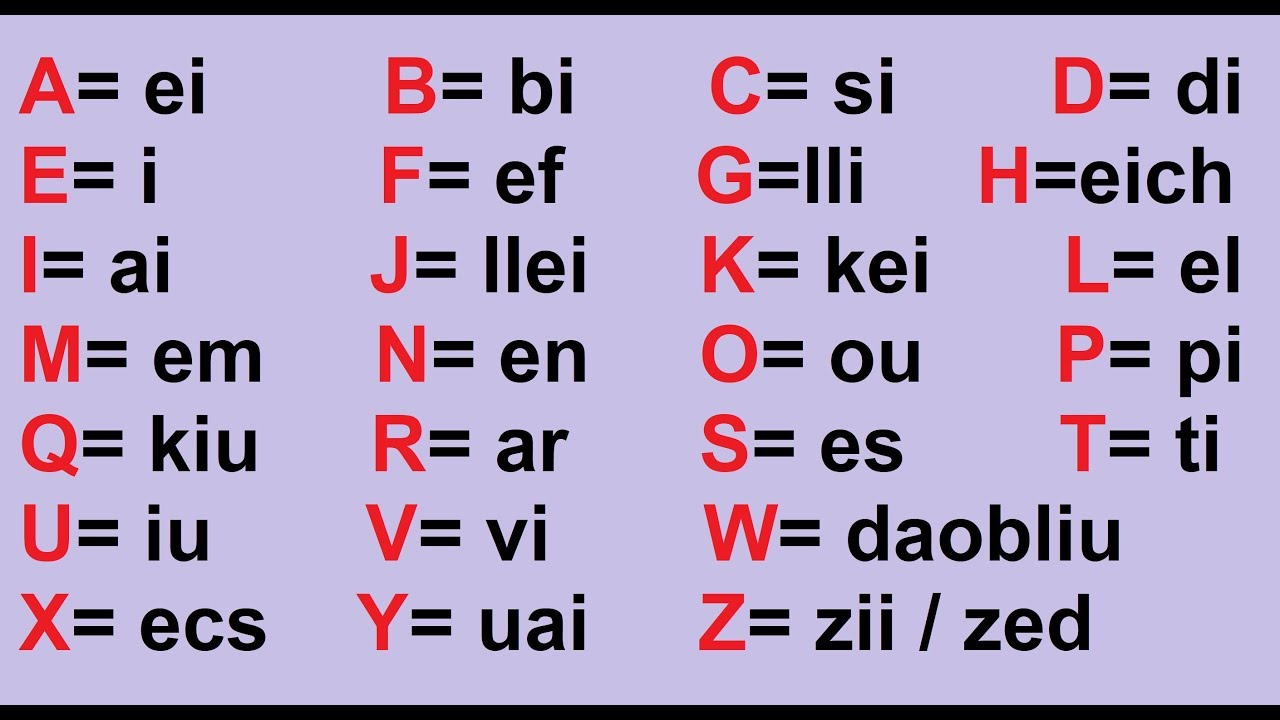 A= ei B= bi C= si D= di
E= i F= ef G=lli H=eich
I= ai J= llei K= kei L= el
M= em N= en O= ou P= pi
Q= kiu R= ar S= es T= ti
U= iu V= vi W= daobliu
X= ecs Y= uai Z= zii / zed